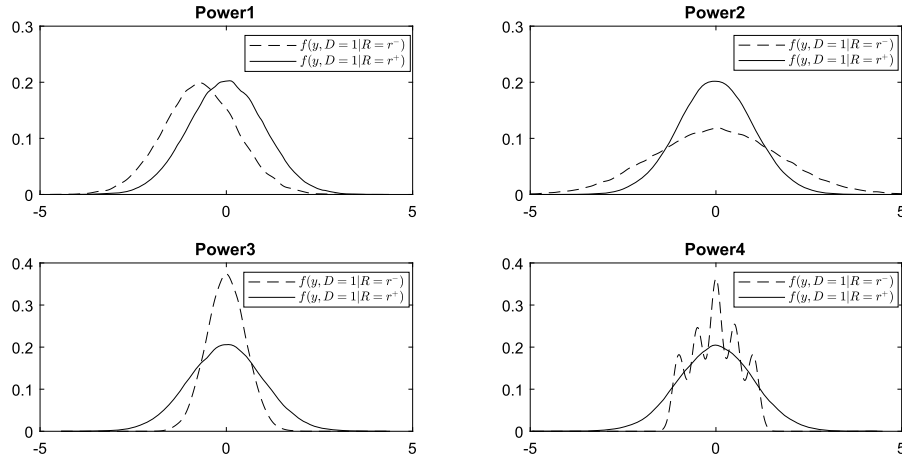 Power1
0.3
0.2
0.1
0
-5
0
5
f(y, D = 1|R = r⁻)
f(y, D = 1|R = r⁺)
Power2
0.3
0.2
0.1
0
-5
0
5
f(y, D = 1|R = r⁻)
f(y, D = 1|R = r⁺)
Power3
0.4
0.3
0.2
0.1
0
-5
0
5
f(y, D = 1|R = r⁻)
f(y, D = 1|R = r⁺)
Power4
0.4
0.3
0.2
0.1
0
-5
0
5
f(y, D = 1|R = r⁻)
f(y, D = 1|R = r⁺)